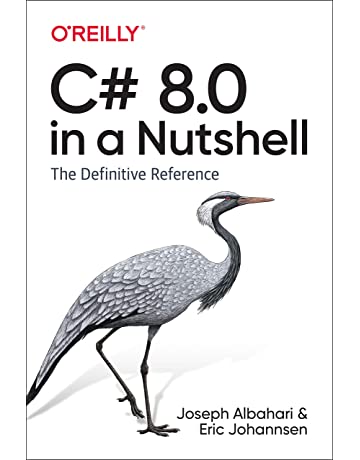 O'REILLY®
C# 8.0
in a Nutshell
The Definitive Reference
Joseph Albahari &
Eric Johannsen